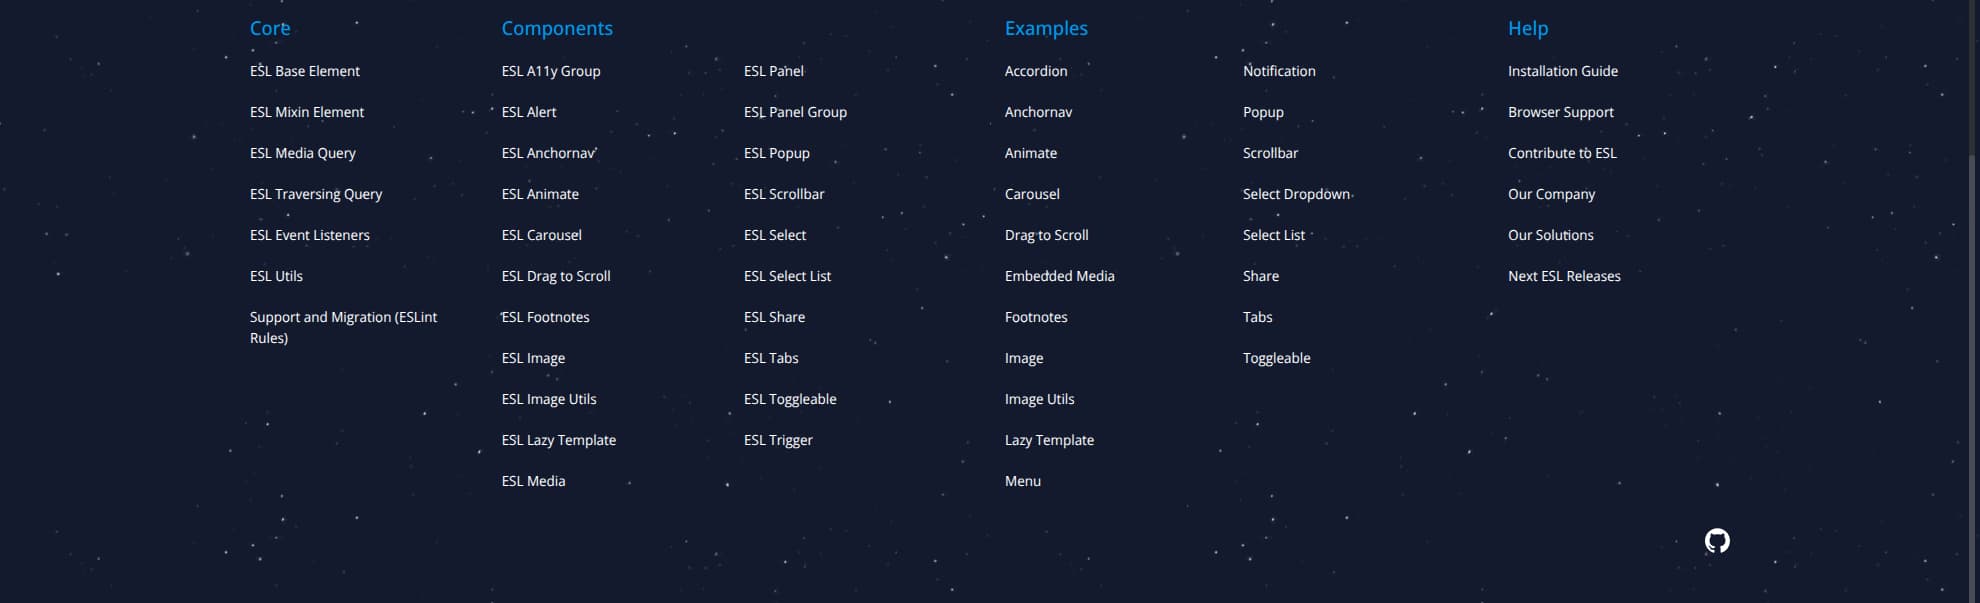 Core
ESL Base Element
ESL Mixin Element
ESL Media Query
ESL Traversing Query
ESL Event Listeners
ESL Utils
Support and Migration (ESLint
Rules)
Components
ESL A11y Group
ESL Alert
ESL Anchornav
ESL Animate
ESL Carousel
ESL Drag to Scroll
ESL Footnotes
ESL Image
ESL Image Utils
ESL Lazy Template
ESL Media
ESL Panel
ESL Panel Group
ESL Popup
ESL Scrollbar
ESL Select
ESL Select List
ESL Share
ESL Tabs
ESL Toggleable
ESL Trigger
Examples
Accordion
Anchornav
Animate
Carousel
Drag to Scroll
Embedded Media
Footnotes
Image
Image Utils
Lazy Template
Menu
Notification
Popup
Scrollbar
Select Dropdown
Select List
Share
Tabs
Toggleable
Help
Installation Guide
Browser Support
Contribute to ESL
Our Company
Our Solutions
Next ESL Releases